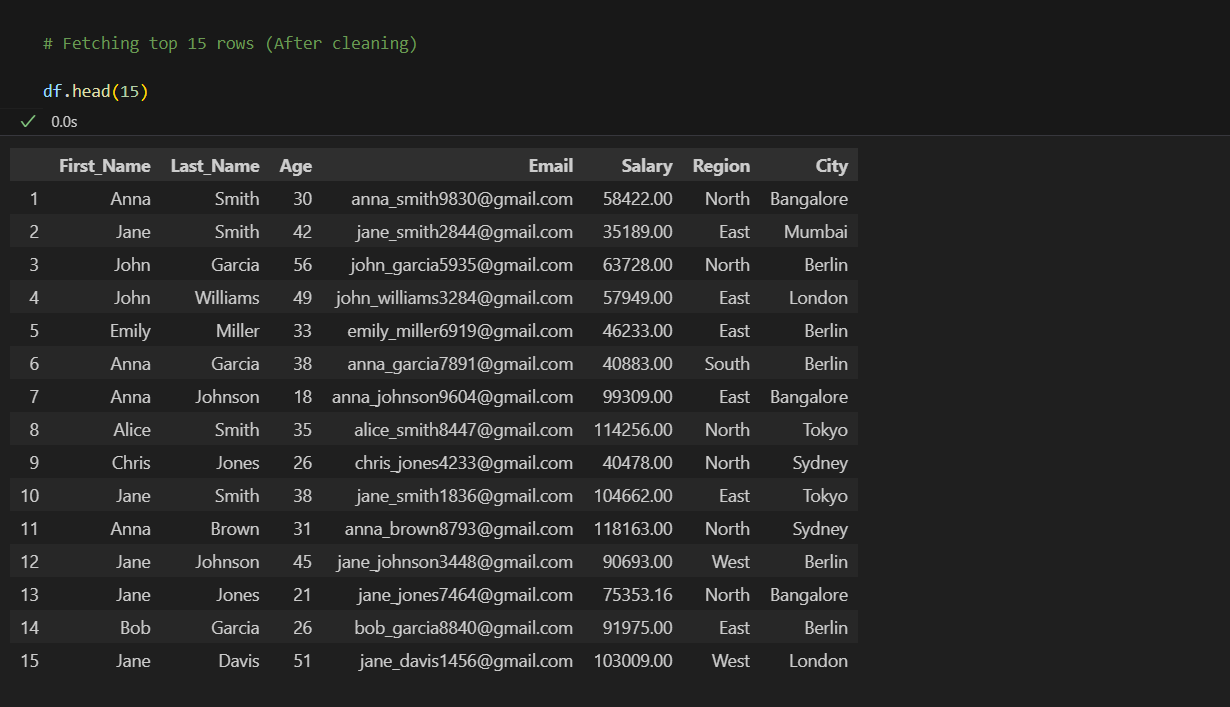 # Fetching top 15 rows (After cleaning)
df.head(15)
0.0s
First_Name Last_Name Age Email Salary Region City
1 Anna Smith 30 anna_smith9830@gmail.com 58422.00 North Bangalore
2 Jane Smith 42 jane_smith2844@gmail.com 35189.00 East Mumbai
3 John Garcia 56 john_garcia5935@gmail.com 63728.00 North Berlin
4 John Williams 49 john_williams3284@gmail.com 57949.00 East London
5 Emily Miller 33 emily_miller6919@gmail.com 46233.00 East Berlin
6 Anna Garcia 38 anna_garcia7891@gmail.com 40883.00 South Berlin
7 Anna Johnson 18 anna_johnson9604@gmail.com 99309.00 East Bangalore
8 Alice Smith 35 alice_smith8447@gmail.com 114256.00 North Tokyo
9 Chris Jones 26 chris_jones4233@gmail.com 40478.00 North Sydney
10 Jane Smith 38 jane_smith1836@gmail.com 104662.00 East Tokyo
11 Anna Brown 31 anna_brown8793@gmail.com 118163.00 North Sydney
12 Jane Johnson 45 jane_johnson3448@gmail.com 90693.00 West Berlin
13 Jane Jones 21 jane_jones7464@gmail.com 75353.16 North Bangalore
14 Bob Garcia 26 bob_garcia8840@gmail.com 91975.00 East Berlin
15 Jane Davis 51 jane_davis1456@gmail.com 103009.00 West London